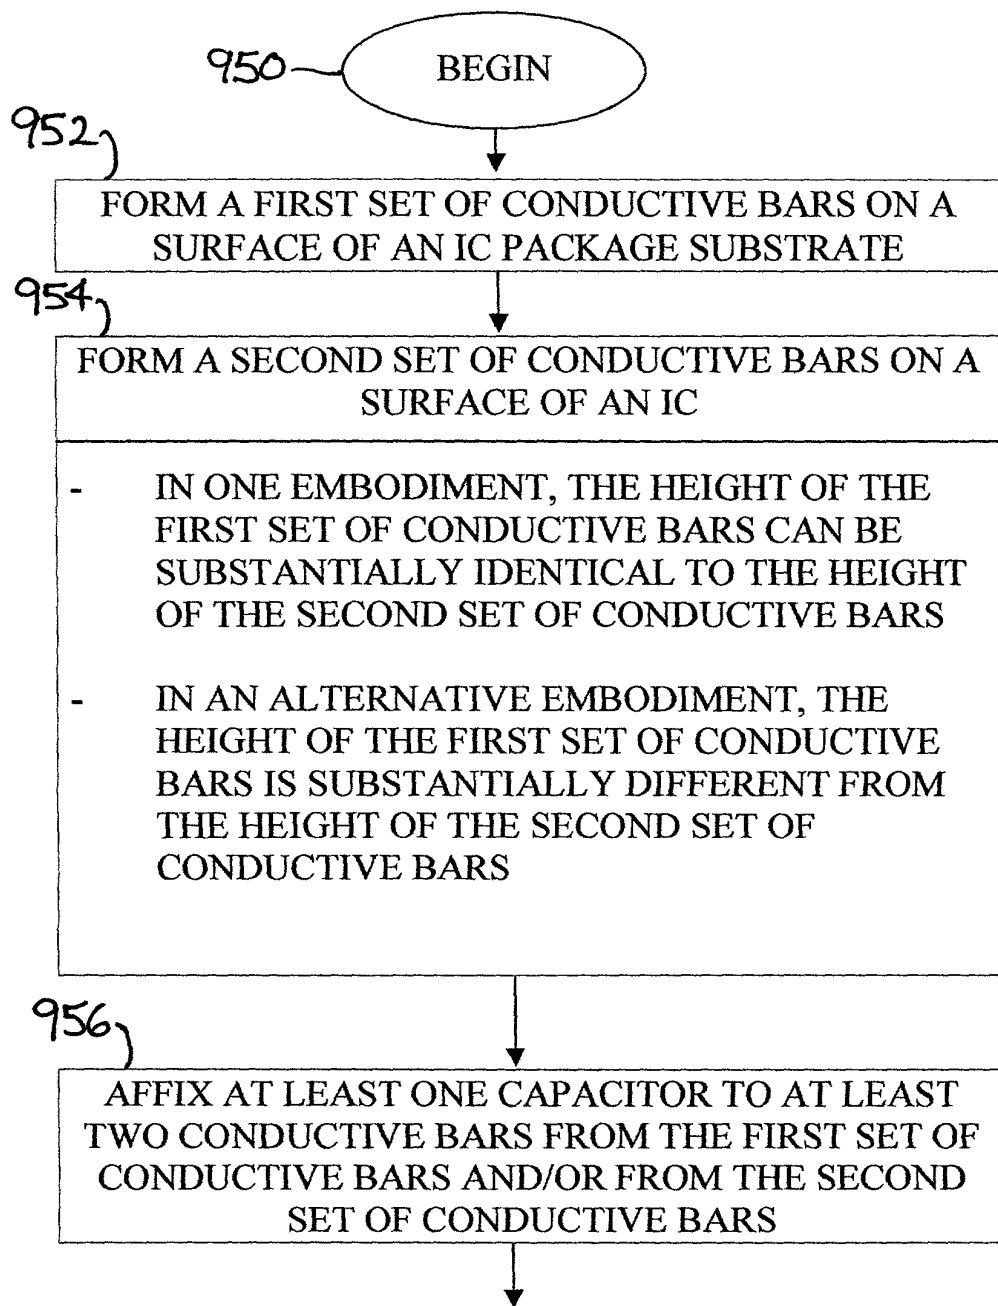 950
BEGIN
952
FORM A FIRST SET OF CONDUCTIVE BARS ON A
SURFACE OF AN IC PACKAGE SUBSTRATE
954
FORM A SECOND SET OF CONDUCTIVE BARS ON A
SURFACE OF AN IC
- IN ONE EMBODIMENT, THE HEIGHT OF THE
FIRST SET OF CONDUCTIVE BARS CAN BE
SUBSTANTIALLY IDENTICAL TO THE HEIGHT
OF THE SECOND SET OF CONDUCTIVE BARS
- IN AN ALTERNATIVE EMBODIMENT, THE
HEIGHT OF THE FIRST SET OF CONDUCTIVE
BARS IS SUBSTANTIALLY DIFFERENT FROM
THE HEIGHT OF THE SECOND SET OF
CONDUCTIVE BARS
956
AFFIX AT LEAST ONE CAPACITOR TO AT LEAST
TWO CONDUCTIVE BARS FROM THE FIRST SET OF
CONDUCTIVE BARS AND/OR FROM THE SECOND
SET OF CONDUCTIVE BARS